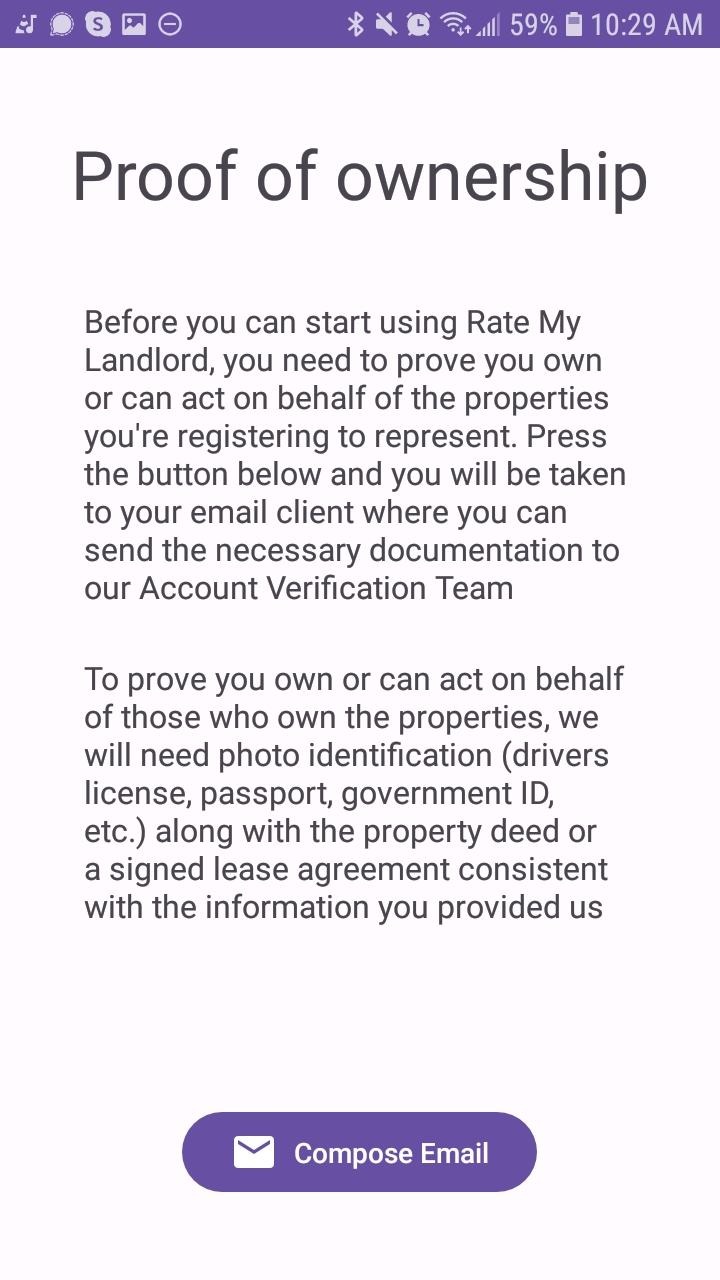 59% 10:29 AM
Proof of ownership
Before you can start using Rate My
Landlord, you need to prove you own
or can act on behalf of the properties
you're registering to represent. Press
the button below and you will be taken
to your email client where you can
send the necessary documentation to
our Account Verification Team
To prove you own or can act on behalf
of those who own the properties, we
will need photo identification (drivers
license, passport, government ID,
etc.) along with the property deed or
a signed lease agreement consistent
with the information you provided us
Compose Email